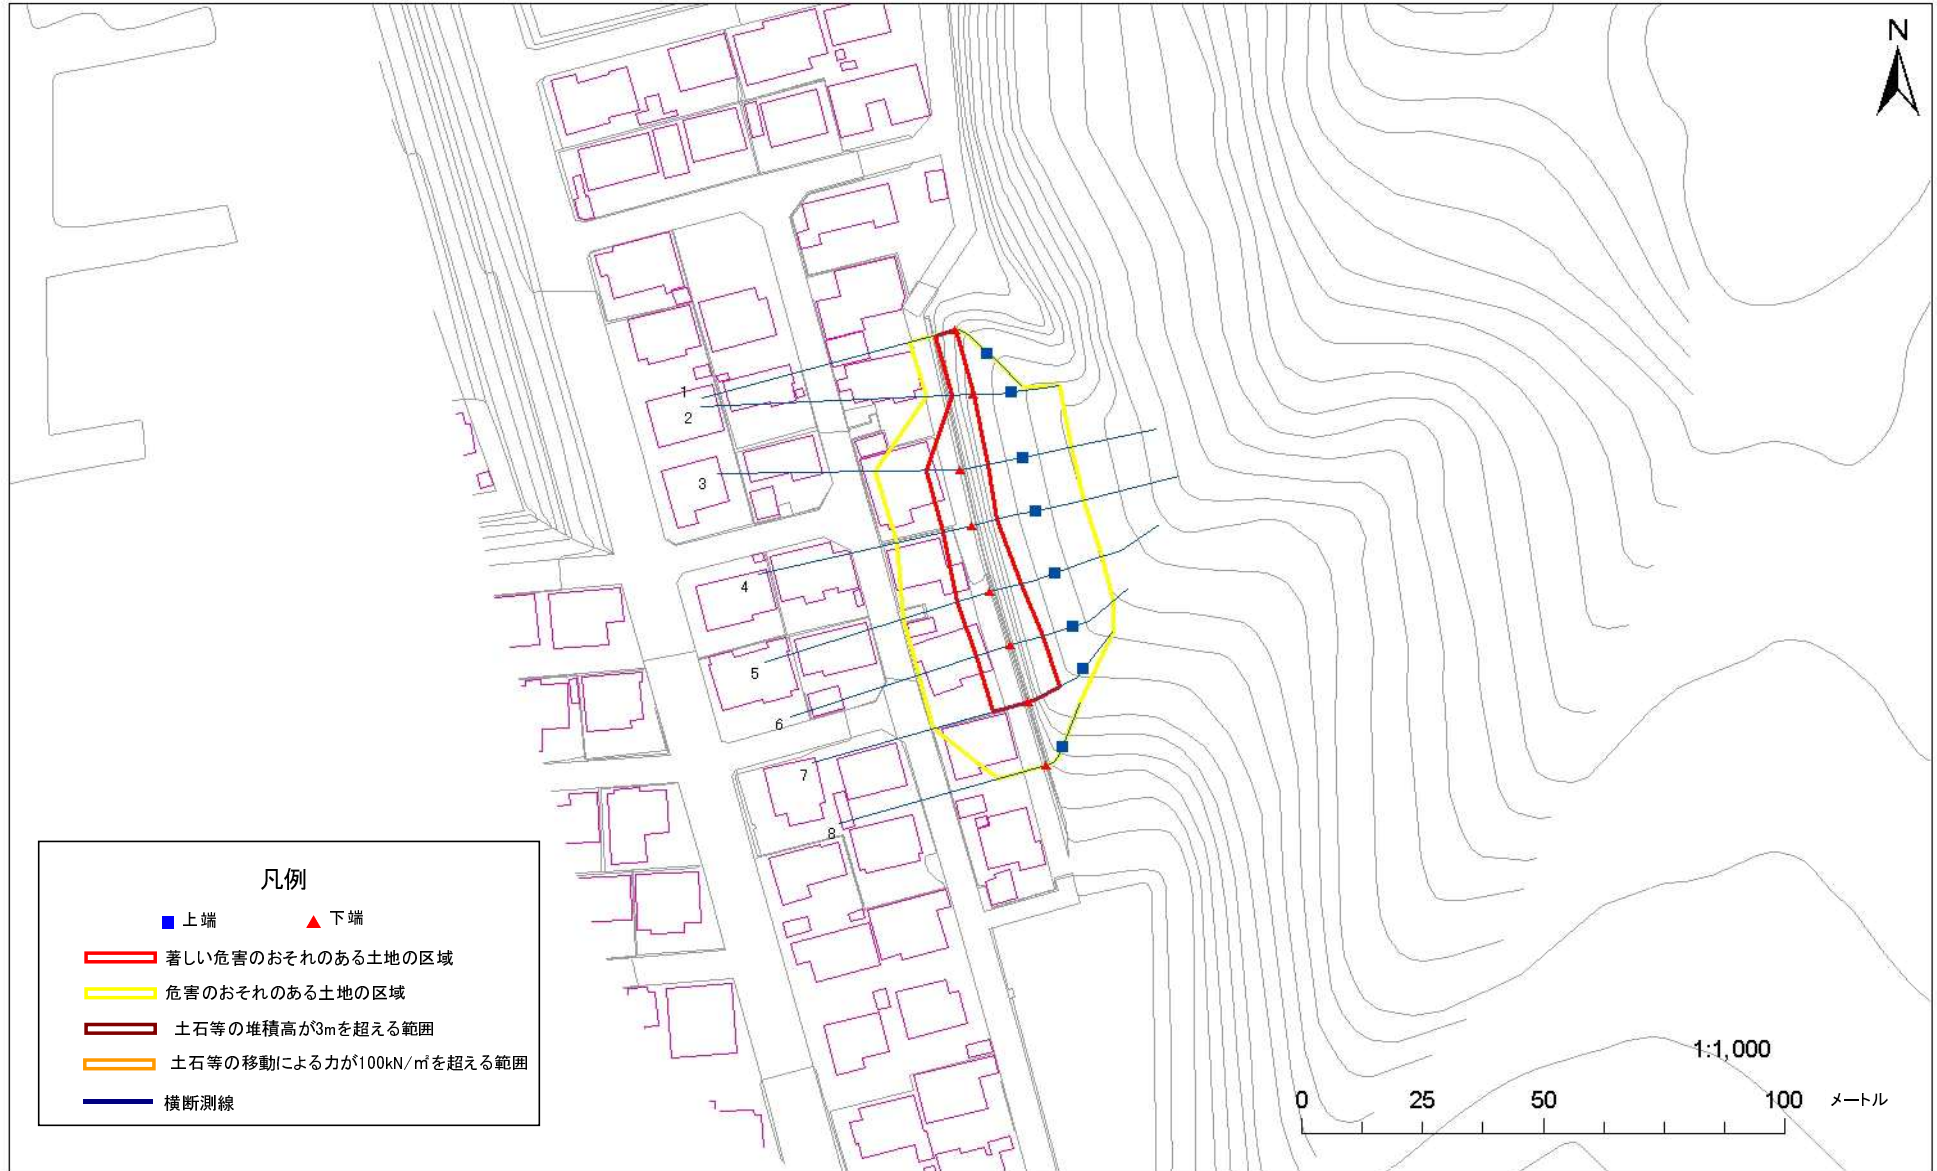 N
1
2
3
4
5
6
7
8
凡例
上端 下端
著しい危害のおそれのある土地の区域
危害のおそれのある土地の区域
土石等の堆積高が3mを超える範囲
土石等の移動による力が100kN/㎡を超える範囲
横断測線
1:1,000
0 25 50 100 メートル